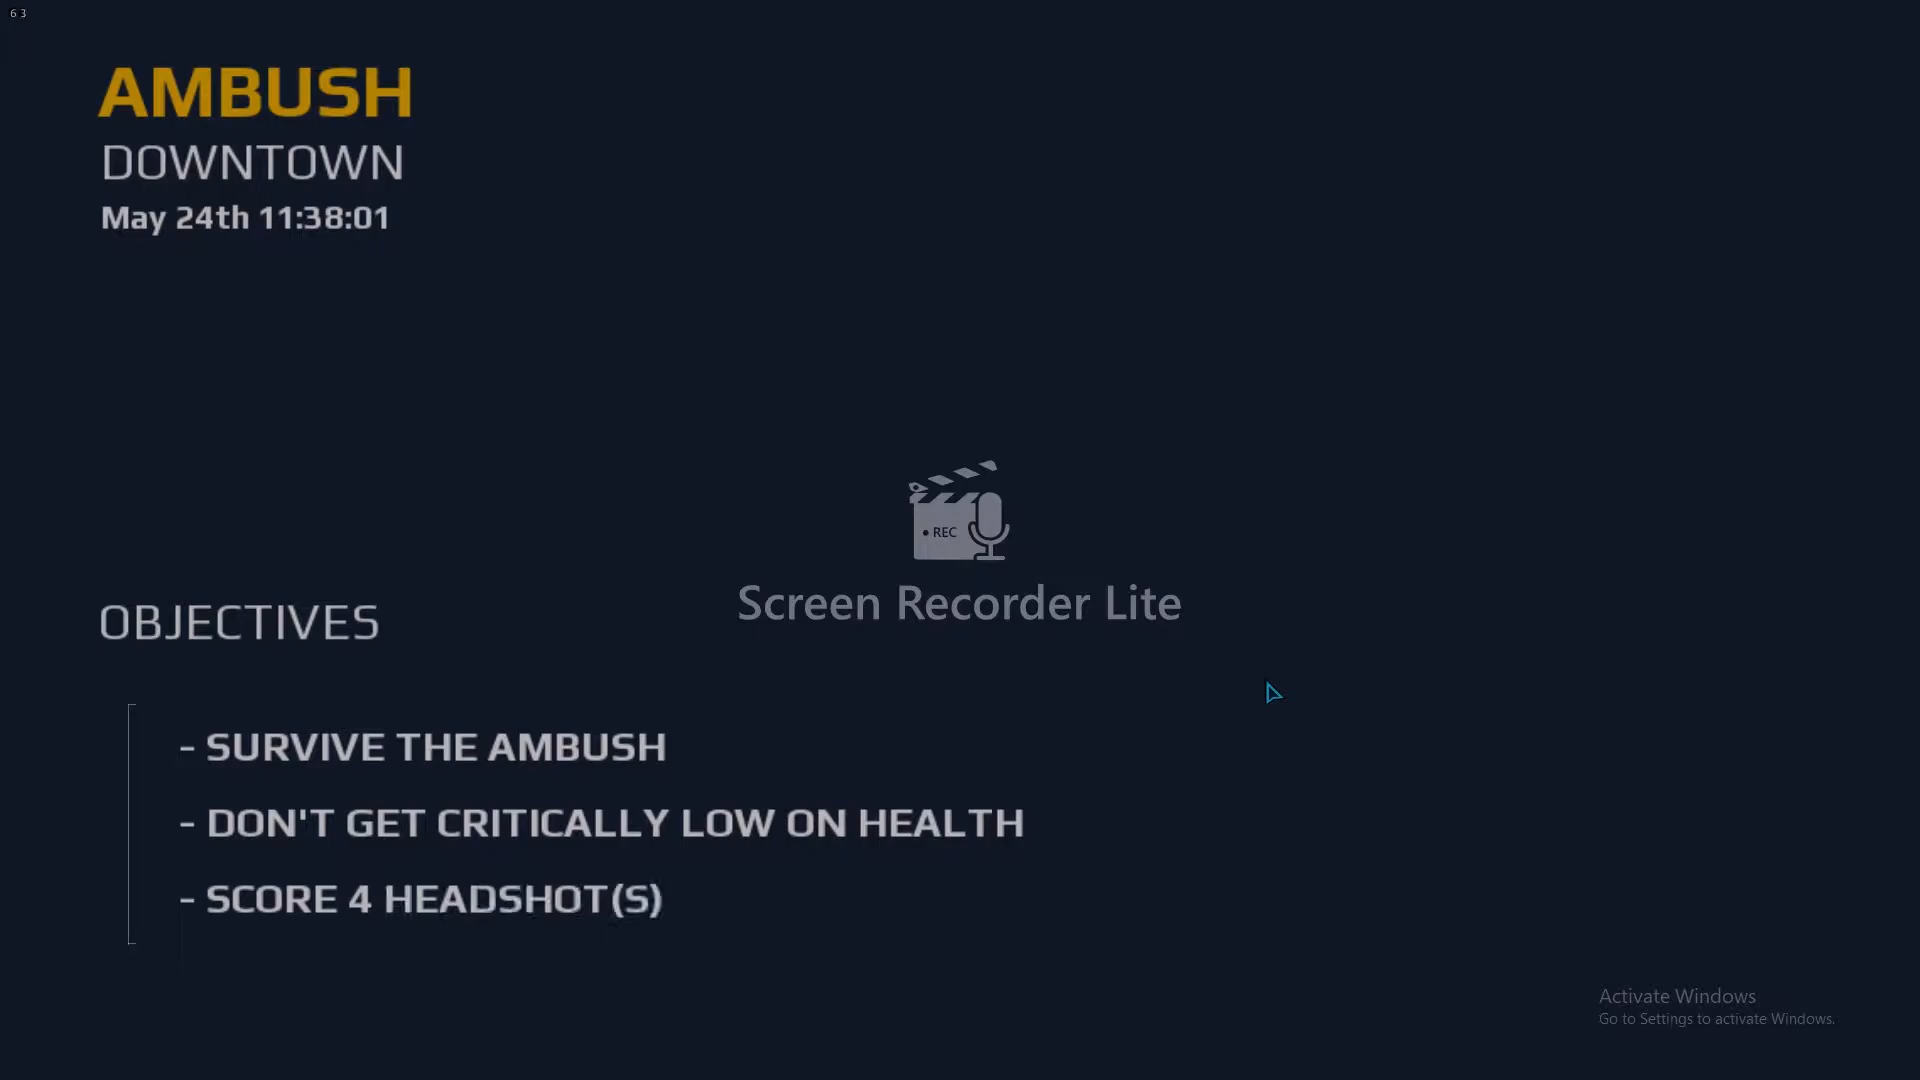 63
AMBUSH
DOWNTOWN
May 24th 11:38:01
• REC
Screen Recorder Lite
OBJECTIVES
- SURVIVE THE AMBUSH
- DON'T GET CRITICALLY LOW ON HEALTH
- SCORE 4 HEADSHOT(S)
Activate Windows
Go to Settings to activate Windows.